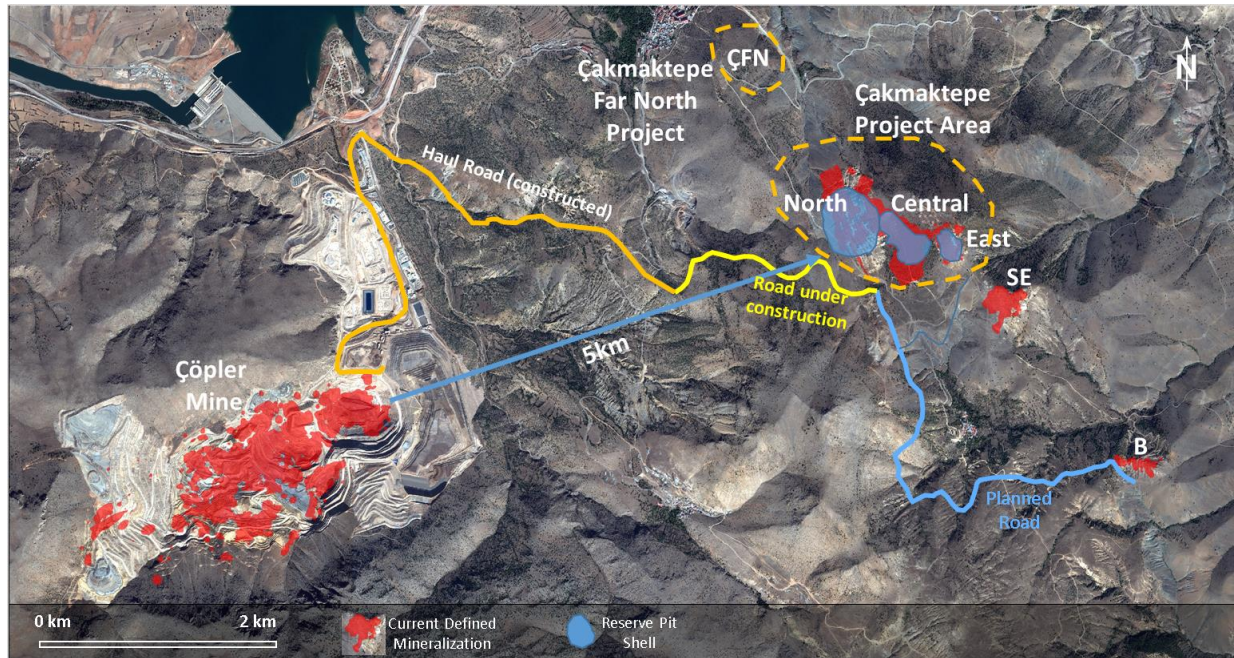 ÇFN
N
Çakmaktepe
Far North
Project
Çakmaktepe
Project Area
Haul Road (constructed)
North
Central
East
SE
Road under
construction
5km
Çöpler
Mine
B
Planned
Road
0 km
2 km
Current Defined
Mineralization
Reserve Pit
Shell